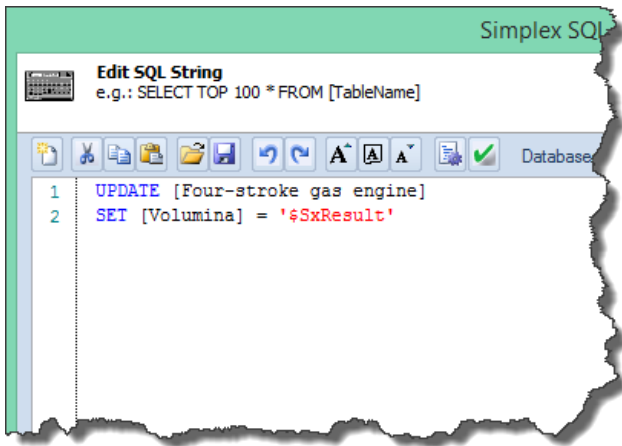 Simplex SQL
Edit SQL String
e.g.: SELECT TOP 100 * FROM [TableName]
A A A Database
1 UPDATE [Four-stroke gas engine]
2 SET [Volumina] = '$SxResult'